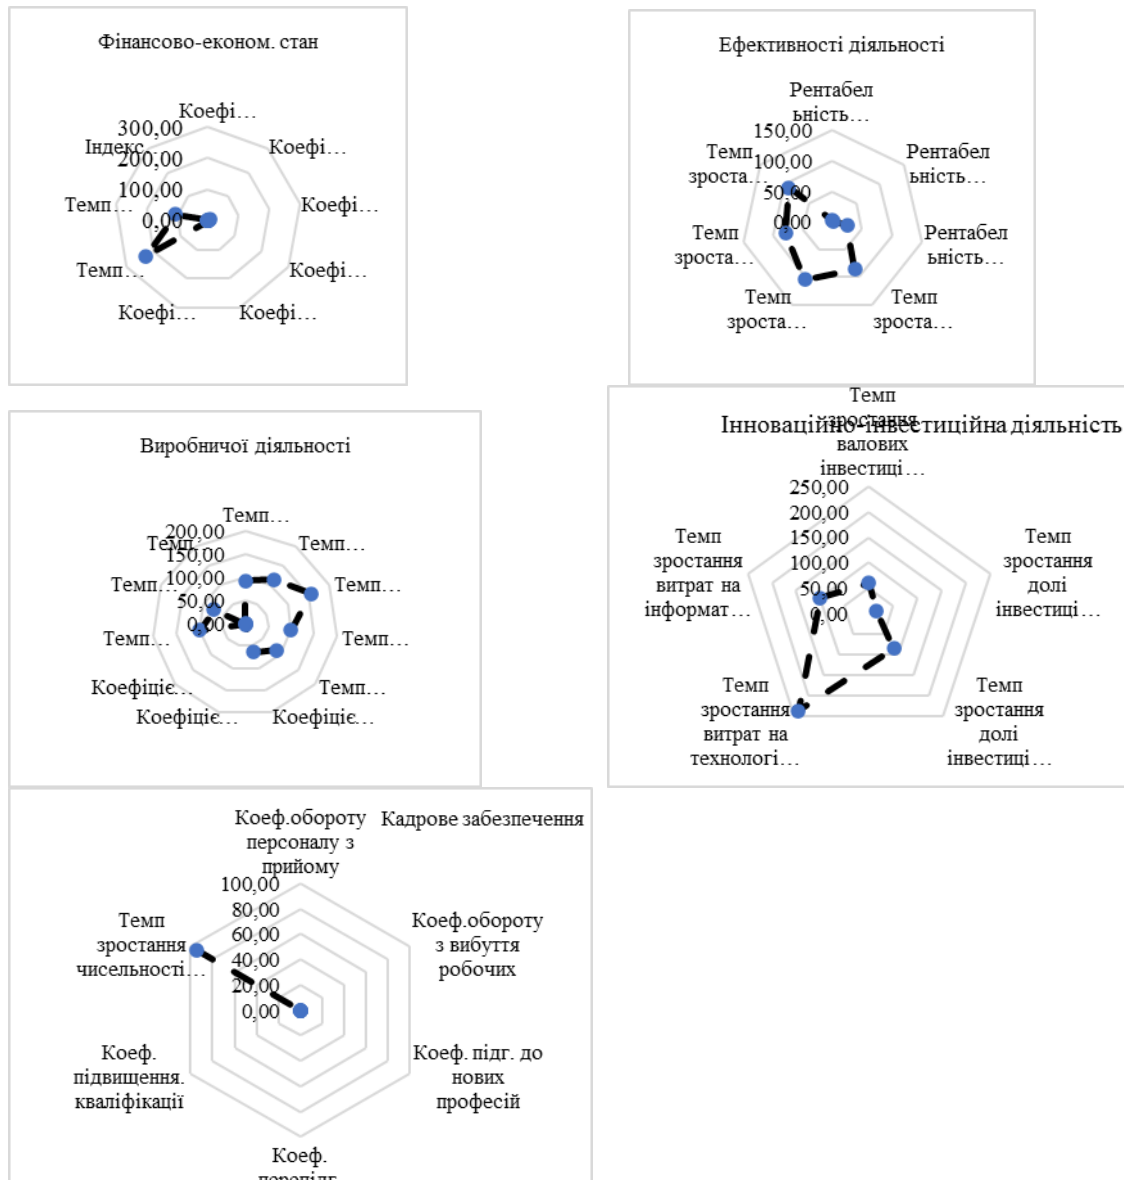 Фінансово-економ. стан
Коефі...
Коефі...
Коефі...
Коефі...
Коефі...
Коефі...
Темп...
Темп...
Індекс...
300,00
200,00
100,00
0,00
Ефективності діяльності
Рентабел
ьність...
Рентабел
ьність...
Рентабел
ьність...
Темп
зроста...
Темп
зроста...
Темп
зроста...
Темп
зроста...
150,00
100,00
50,00
0,00
Виробничої діяльності
Темп...
Темп...
Темп...
Темп...
Темп...
Коефіціє...
Коефіціє...
Коефіціє...
Темп...
Темп...
Темп...
200,00
150,00
100,00
50,00
0,00
Інноваційно-інвестиційна діяльність
Темп
зростання
валових
інвестиці...
Темп
зростання
долі
інвестиці...
Темп
зростання
долі
інвестиці...
Темп
зростання
витрат на
технологі...
Темп
зростання
витрат на
інформат...
250,00
200,00
150,00
100,00
50,00
0,00
Кадрове забезпечення
Коеф.обороту
персоналу з
прийому
Коеф.обороту
з вибуття
робочих
Коеф. підг. до
нових
професій
Коеф.
перепідг.
Коеф.
підвищення.
кваліфікації
Темп
зростання
чисельності...
100,00
80,00
60,00
40,00
20,00
0,00